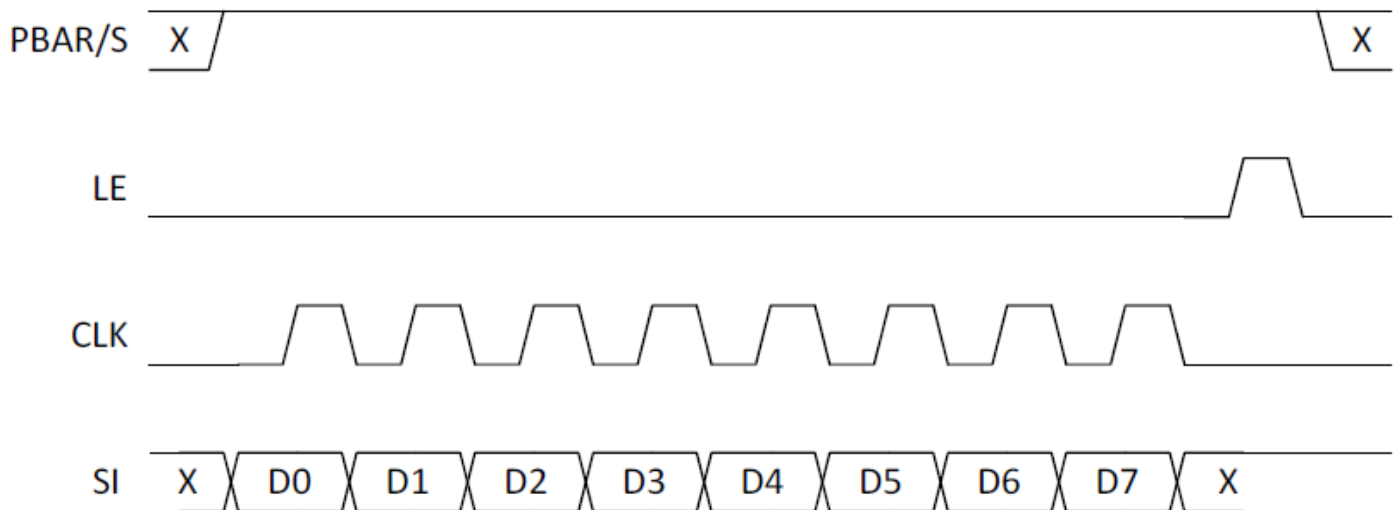 PBAR/S X X
LE
CLK
SI X D0 D1 D2 D3 D4 D5 D6 D7 X